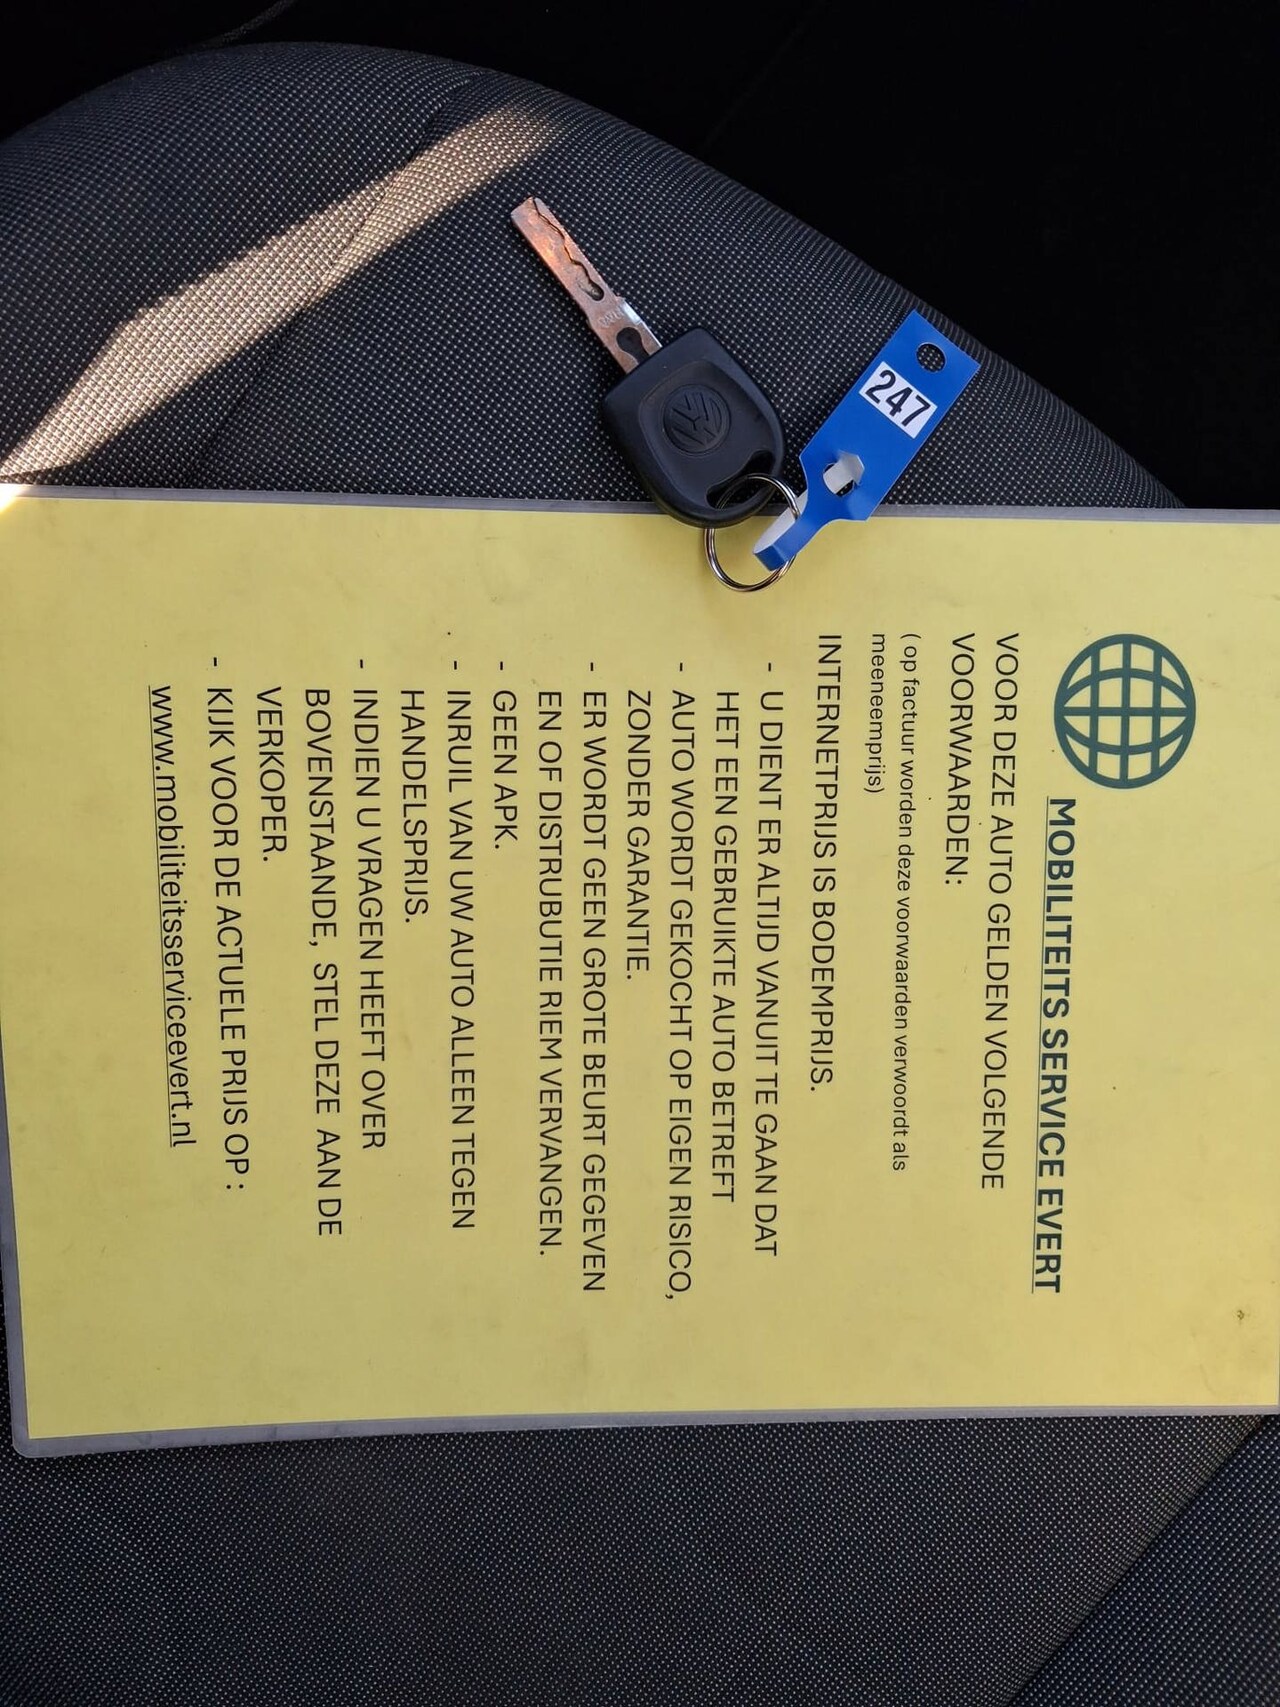 247
MOBILITEITS SERVICE EVERT
VOOR DEZE AUTO GELDEN VOLGENDE
VOORWAARDEN:
( op factuur worden deze voorwaarden verwoordt als
meeneemprijs)
INTERNETPRIJS IS BODEMPRIJS.
- U DIENT ER ALTIJD VANUIT TE GAAN DAT
HET EEN GEBRUIKTE AUTO BETREFT
- AUTO WORDT GEKOCHT OP EIGEN RISICO,
ZONDER GARANTIE.
- ER WORDT GEEN GROTE BEURT GEGEVEN
EN OF DISTRUBUTIE RIEM VERVANGEN.
- GEEN APK.
- INRUIL VAN UW AUTO ALLEEN TEGEN
HANDELSPRIJS.
- INDIEN U VRAGEN HEEFT OVER
BOVENSTAANDE, STEL DEZE AAN DE
VERKOPER.
- KIJK VOOR DE ACTUELE PRIJS OP :
www.mobiliteitsserviceevert.nl